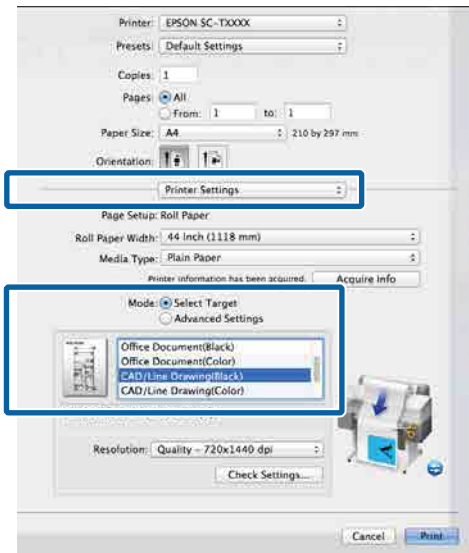 Printer: EPSON SC-TXXXX
Presets: Default Settings
Copies: 1
Pages: All
From: 1 to: 1
Paper Size: A4 210 by 297 mm
Orientation:
Printer Settings
Page Setup: Roll Paper
Roll Paper Width: 44 Inch (1118 mm)
Media Type: Plain Paper
Printer information has been acquired. Acquire Info
Mode: Select Target
Advanced Settings
Office Document(Black)
Office Document(Color)
CAD/Line Drawing(Black)
CAD/Line Drawing(Color)
Resolution: Quality – 720x1440 dpi
Check Settings...
Cancel Print